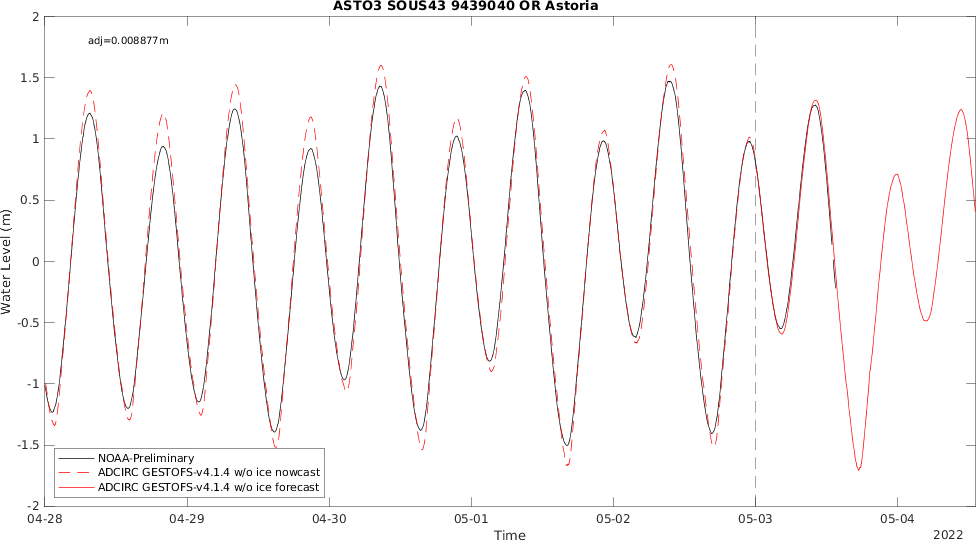 ASTO3 SOUS43 9439040 OR Astoria
adj=0.008877m
2
1.5
1
0.5
0
-0.5
-1
-1.5
-2
Water Level (m)
NOAA-Preliminary
ADCIRC GESTOFS-v4.1.4 w/o ice nowcast
ADCIRC GESTOFS-v4.1.4 w/o ice forecast
04-28 04-29 04-30 05-01 05-02 05-03 05-04
Time
2022